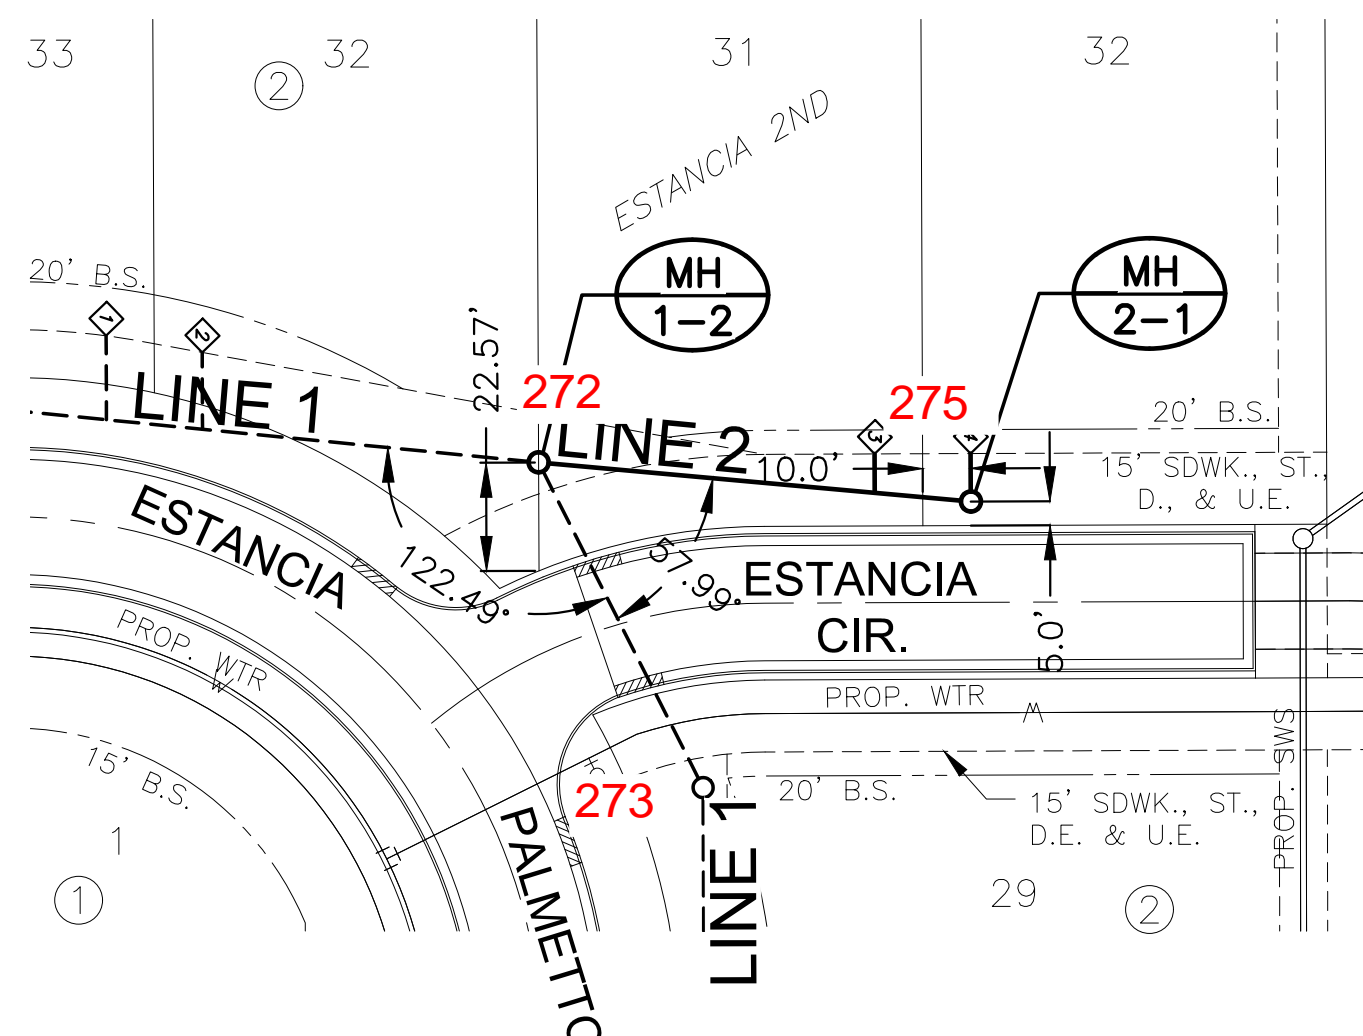 33
32
31
32
2
ESTANCIA 2ND
20' B.S.
MH
1-2
MH
2-1
1
2
22.57'
272
275
LINE 1
LINE 2
3
4
20' B.S.
10.0'
15' SDWK., ST.,
D., & U.E.
ESTANCIA
122.49°
57.99°
ESTANCIA
CIR.
5.0'
PROP. WTR
W
PROP. WTR
W
15' B.S.
273
20' B.S.
15' SDWK., ST.,
D.E. & U.E.
PROP. SWS
1
1
PALMETTO
LINE 1
29
2